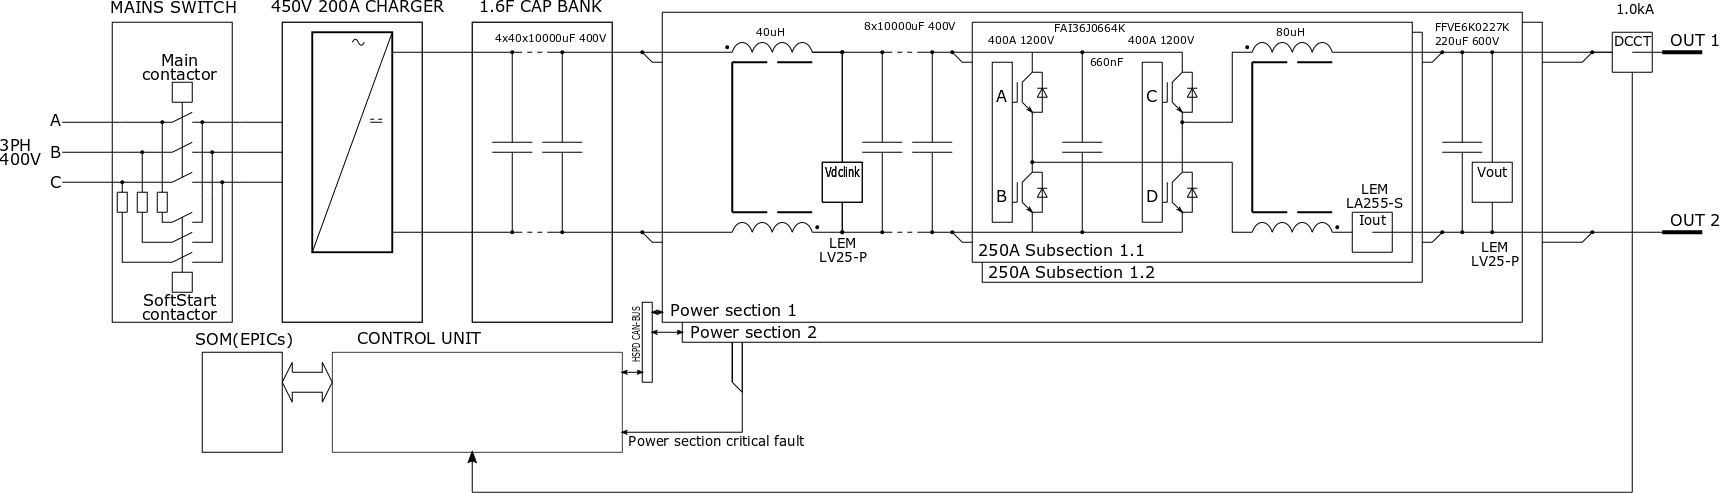 MAINS SWITCH
450V 200A CHARGER
1.6F CAP BANK
1.0kA
40uH
8x10000uF 400V
FAI36J0664K
80uH
FFVE6K0227K
220uF 600V
4x40x10000uF 400V
400A 1200V
400A 1200V
660nF
DCCT
OUT 1
Main
contactor
A
3PH
400V
B
C
A
C
B
D
Vdclink
Vout
LEM
LA255-S
Iout
OUT 2
LEM
LV25-P
LEM
LV25-P
250A Subsection 1.1
250A Subsection 1.2
SoftStart
contactor
Power section 1
Power section 2
HSPD CAN-BUS
SOM(EPICs)
CONTROL UNIT
Power section critical fault